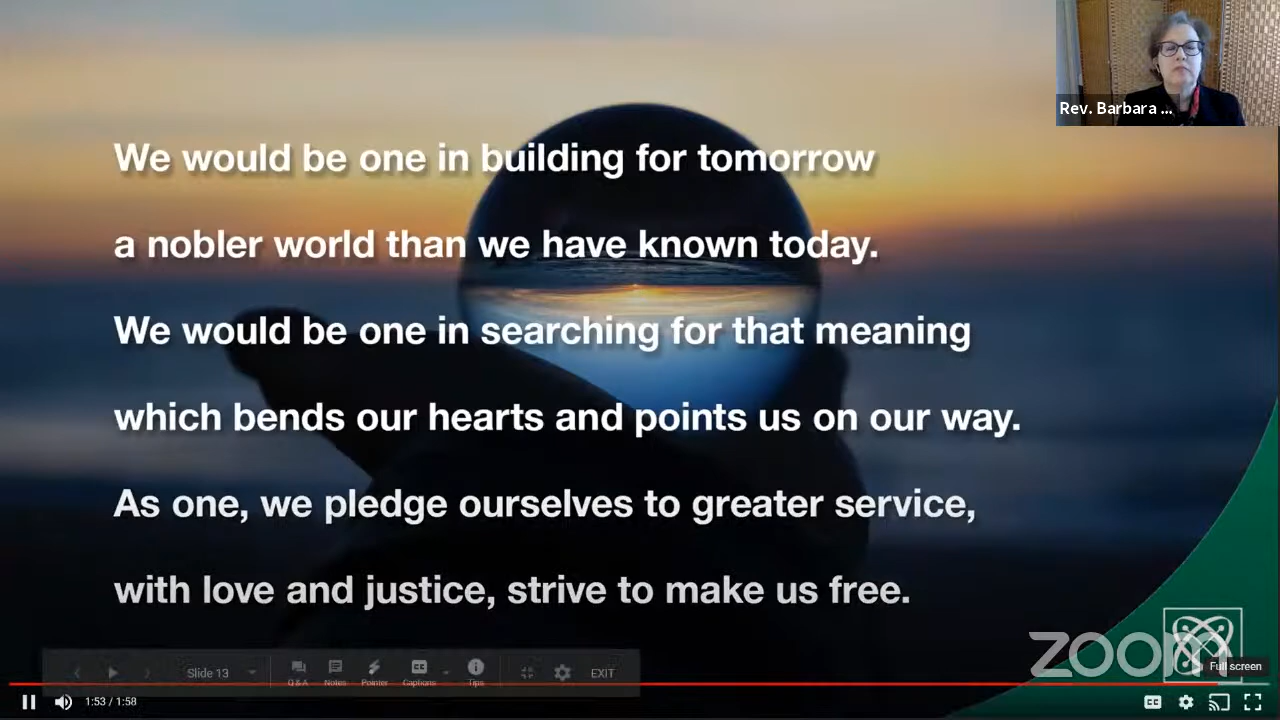 Rev. Barbara ...
We would be one in building for tomorrow
a nobler world than we have known today.
We would be one in searching for that meaning
which bends our hearts and points us on our way.
As one, we pledge ourselves to greater service,
with love and justice, strive to make us free.
zoom
Full screen
Slide 13
Q & A
Notes
Pointer
Captions
Tips
EXIT
1:53 / 1:58
CC